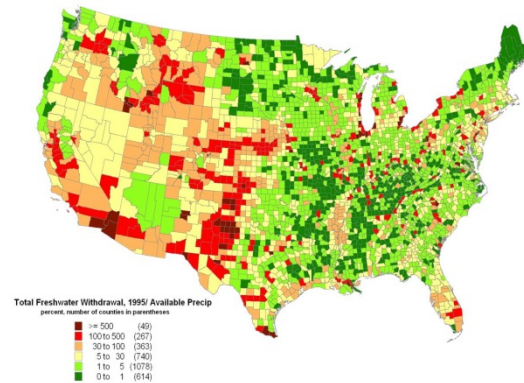 Total Freshwater Withdrawal, 1995/ Available Precip
percent, number of counties in parentheses
>= 500 (49)
100 to 500 (267)
30 to 100 (363)
5 to 30 (740)
1 to 5 (1078)
0 to 1 (614)